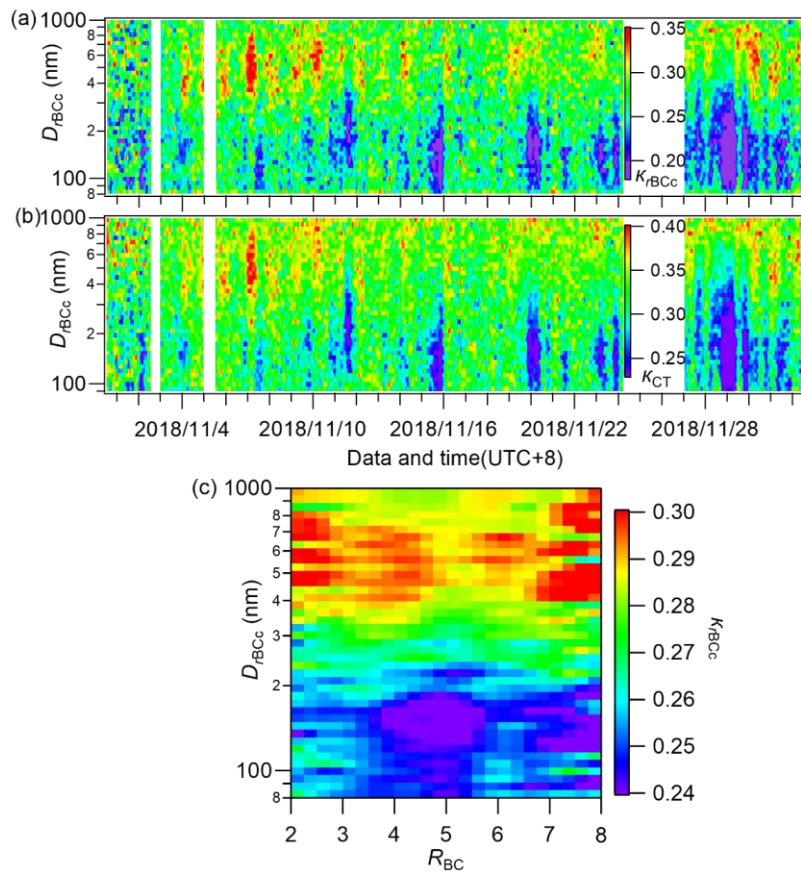 (a)
1000
8
6
4
2
100
8
DrBCc (nm)
0.35
0.30
0.25
0.20
κrBCc
(b)
1000
8
6
4
2
100
DrBCc (nm)
0.40
0.35
0.30
0.25
κCT
2018/11/4 2018/11/10 2018/11/16 2018/11/22 2018/11/28
Data and time(UTC+8)
(c)
1000
8
7
6
5
4
3
2
100
8
DrBCc (nm)
2 3 4 5 6 7 8
RBC
0.30
0.29
0.28
0.27
0.26
0.25
0.24
κrBCc